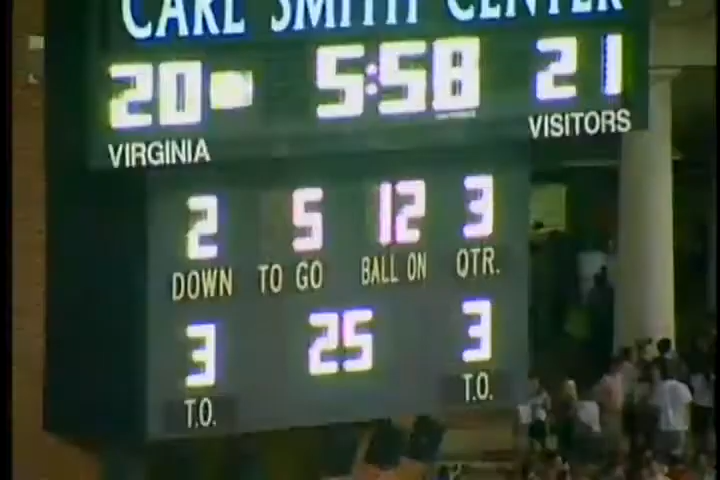 CARL SMITH CENTER
20 5:58 21
VIRGINIA VISITORS
2 5 12 3
DOWN TO GO BALL ON QTR.
3 25 3
T.O. T.O.